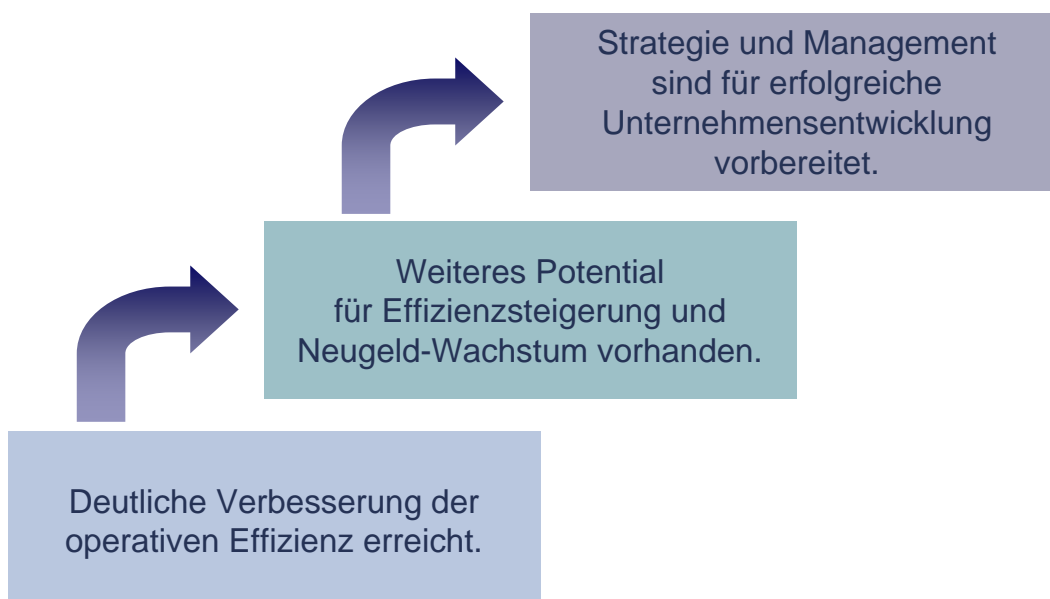 Strategie und Management
sind für erfolgreiche
Unternehmensentwicklung
vorbereitet.
Weiteres Potential
für Effizienzsteigerung und
Neugeld-Wachstum vorhanden.
Deutliche Verbesserung der
operativen Effizienz erreicht.